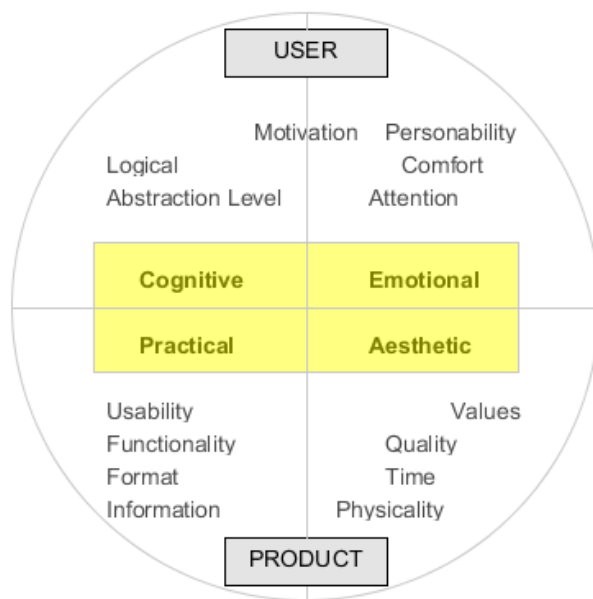 USER
Motivation Personability
Logical Comfort
Abstraction Level Attention
Cognitive Emotional
Practical Aesthetic
Usability Values
Functionality Quality
Format Time
Information Physicality
PRODUCT